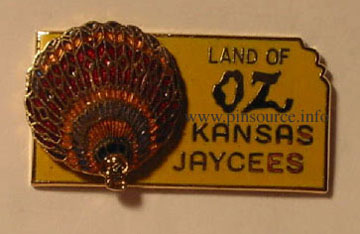 LAND OF
OZ
www.pinsource.info
KANSAS
JAYCEES